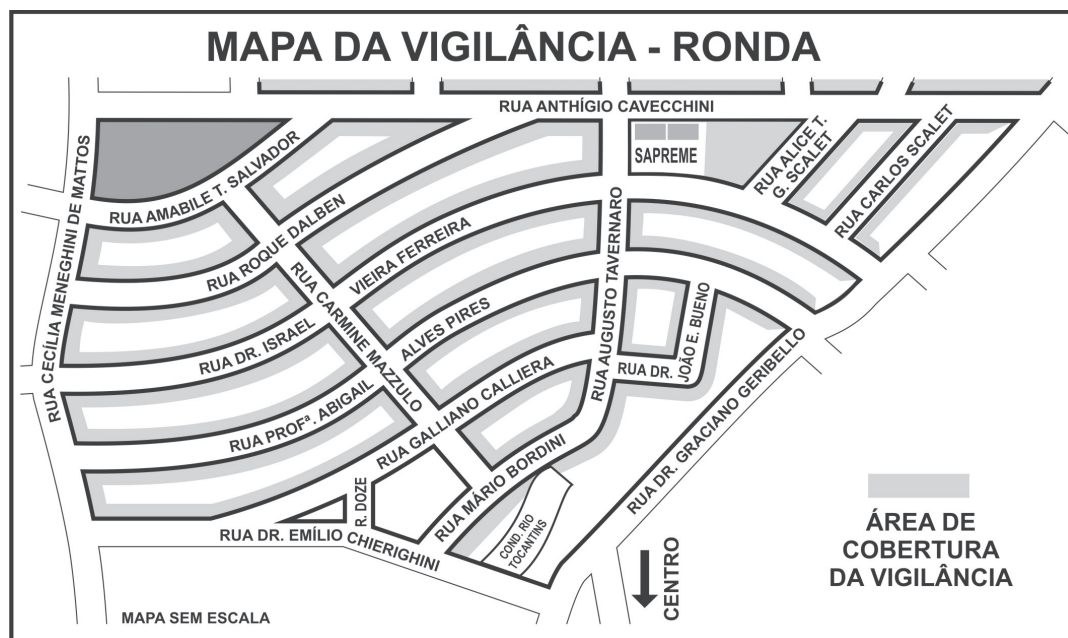 MAPA DA VIGILÂNCIA - RONDA
RUA ANTHÍGIO CAVECCHINI
SAPREME
RUA ALICE T.
G. SCALET
RUA CARLOS SCALET
RUA CECÍLIA MENEGHINI DE MATTOS
RUA AMABILE T. SALVADOR
RUA ROQUE DALBEN
RUA DR. ISRAEL
VIEIRA FERREIRA
RUA CARMINE MAZZULO
RUA AUGUSTO TAVERNARO
RUA PROFª. ABIGAIL
ALVES PIRES
RUA DR.
JOÃO E. BUENO
RUA GALLIANO CALLIERA
RUA MÁRIO BORDINI
RUA DR. GRACIANO GERIBELLO
R. DOZE
RUA DR. EMÍLIO CHIERIGHINI
COND. RIO
TOCANTINS
CENTRO
ÁREA DE
COBERTURA
DA VIGILÂNCIA
MAPA SEM ESCALA